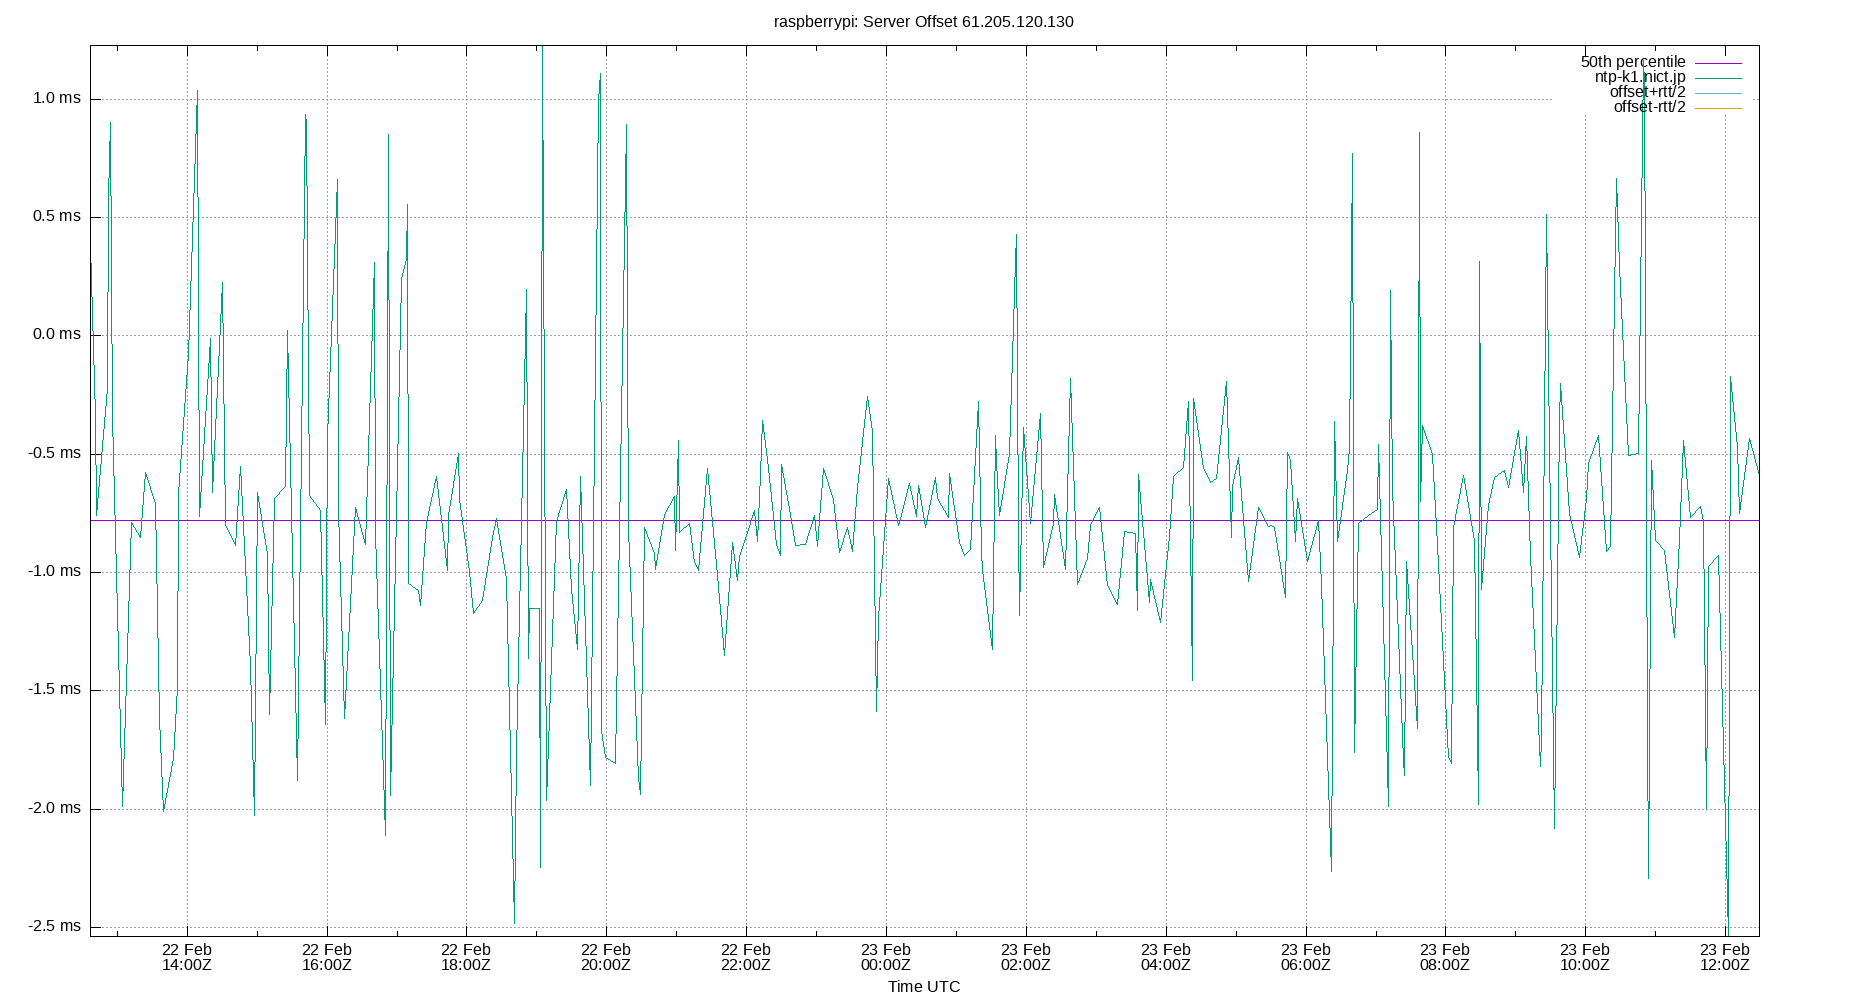 raspberrypi: Server Offset 61.205.120.130
50th percentile
ntp-k1.nict.jp
offset+rtt/2
offset-rtt/2
1.0 ms
0.5 ms
0.0 ms
-0.5 ms
-1.0 ms
-1.5 ms
-2.0 ms
-2.5 ms
22 Feb 22 Feb 22 Feb 22 Feb 22 Feb 23 Feb 23 Feb 23 Feb 23 Feb 23 Feb 23 Feb 23 Feb
14:00Z 16:00Z 18:00Z 20:00Z 22:00Z 00:00Z 02:00Z 04:00Z 06:00Z 08:00Z 10:00Z 12:00Z
Time UTC